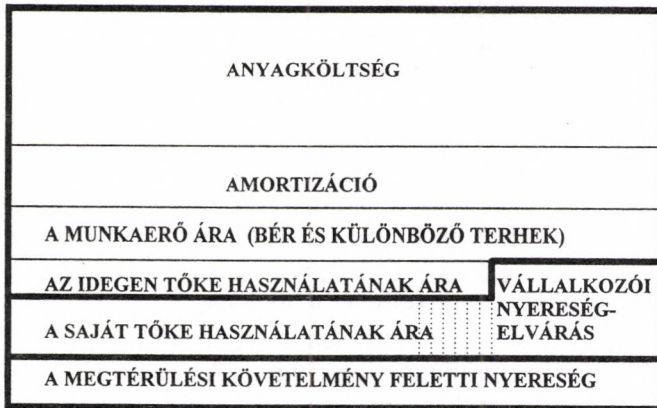 ANYAGKÖLTSÉG
AMORTIZÁCIÓ
A MUNKAERŐ ÁRA (BÉR ÉS KÜLÖNBÖZŐ TERHEK)
AZ IDEGEN TŐKE HASZNÁLATÁNAK ÁRA
VÁLLALKOZÓI
NYERESÉG-
ELVÁRÁS
A SAJÁT TŐKE HASZNÁLATÁNAK ÁRA
A MEGTÉRÜLÉSI KÖVETELMÉNY FELETTI NYERESÉG